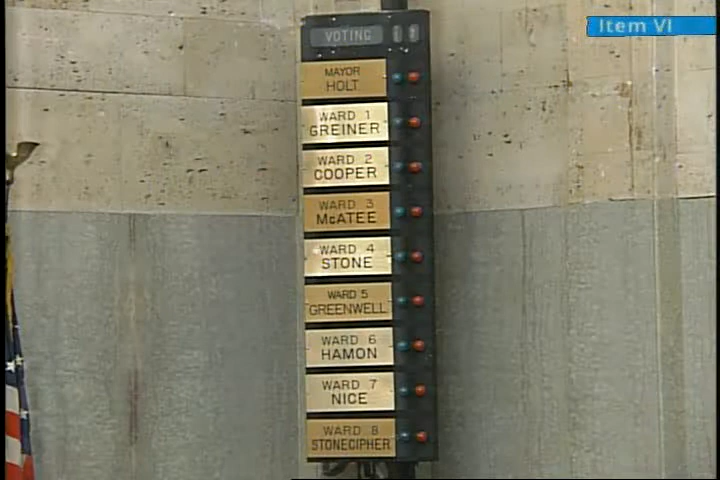 Item VI
VOTING
MAYOR
HOLT
WARD 1
GREINER
WARD 2
COOPER
WARD 3
McATEE
WARD 4
STONE
WARD 5
GREENWELL
WARD 6
HAMON
WARD 7
NICE
WARD 8
STONECIPHER